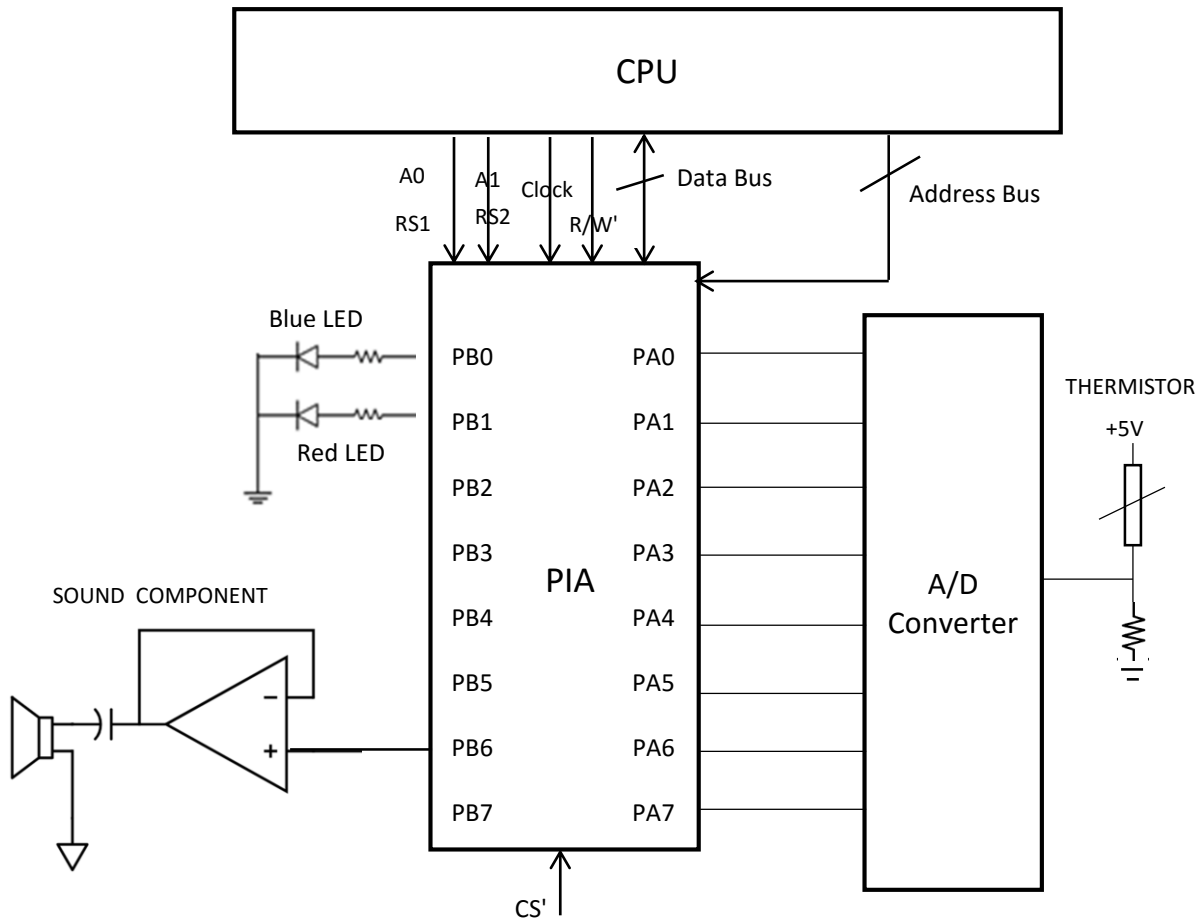 CPU
A0
A1
Clock
Data Bus
Address Bus
RS1
RS2
R/W'
Blue LED
Red LED
PB0
PB1
PB2
PB3
PB4
PB5
PB6
PB7
PIA
PA0
PA1
PA2
PA3
PA4
PA5
PA6
PA7
A/D
Converter
THERMISTOR
+5V
SOUND COMPONENT
-
+
CS'